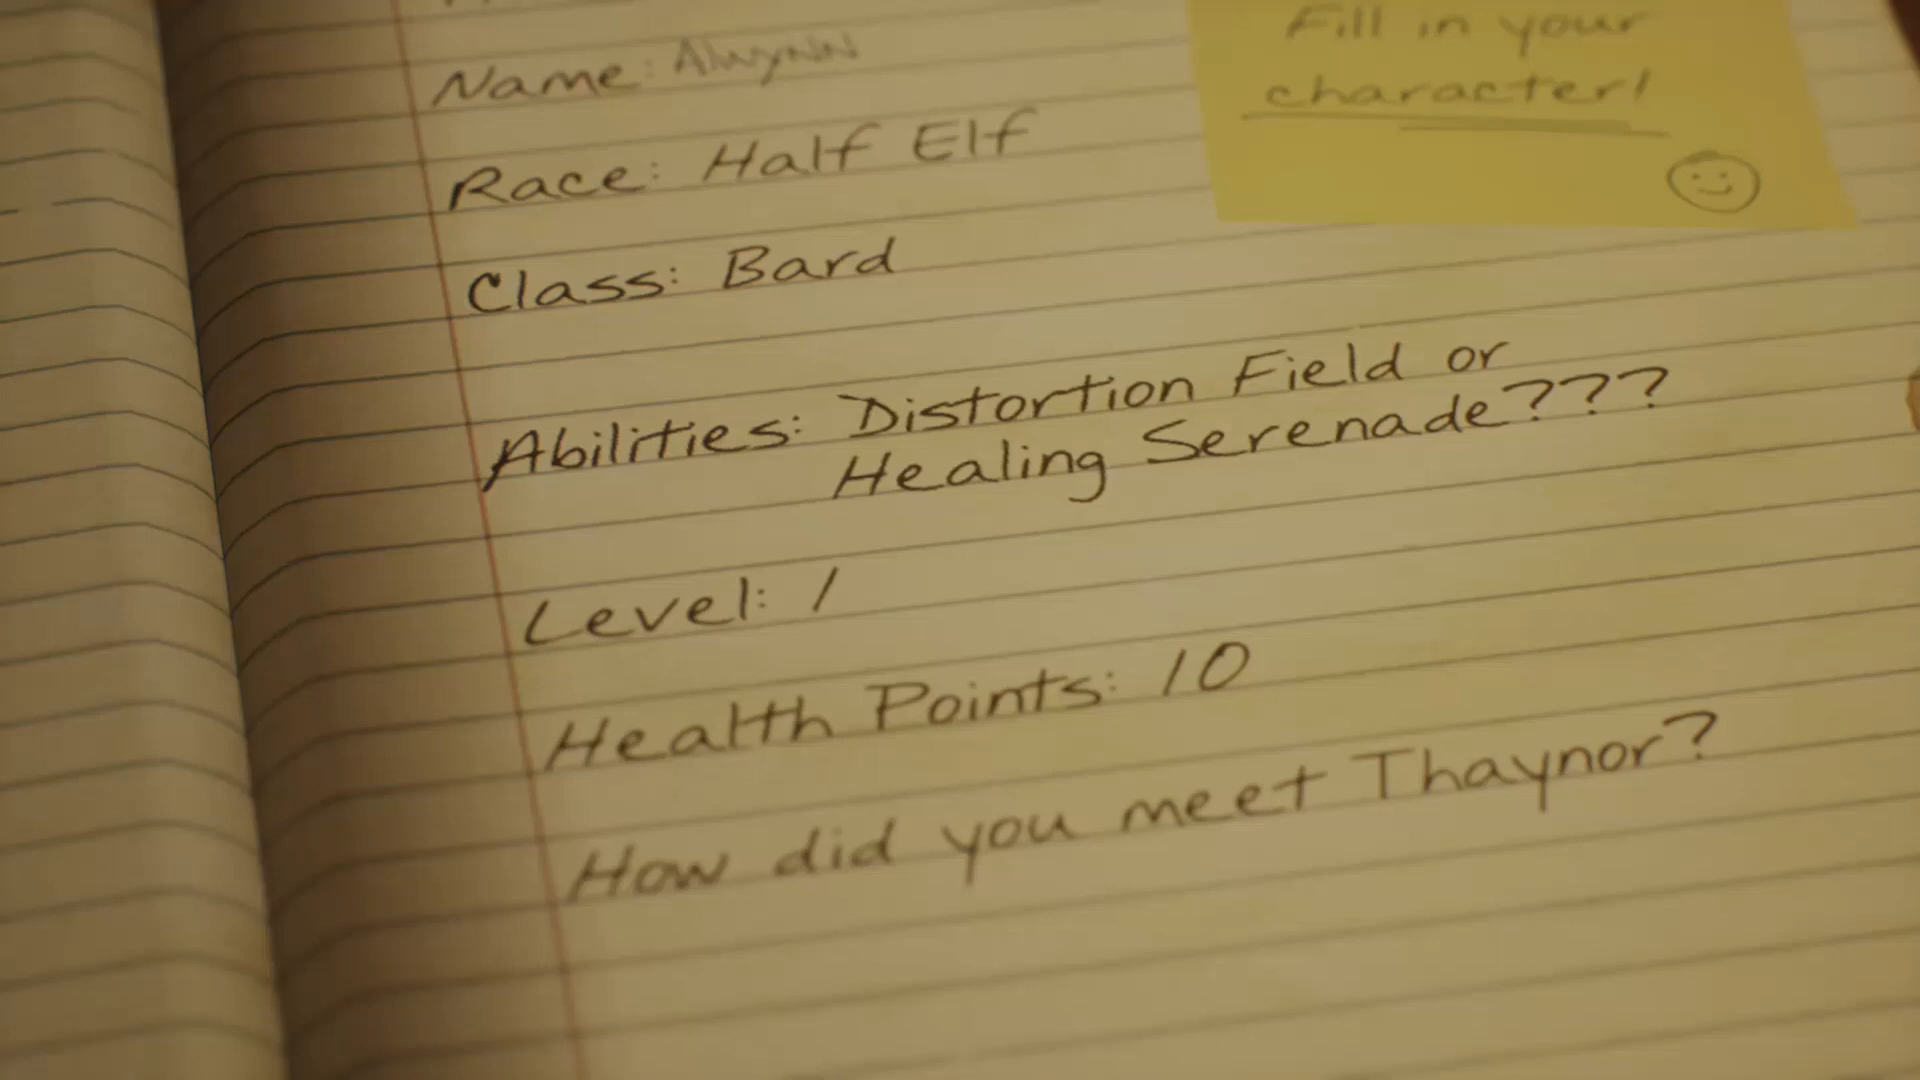 Name: Alwynn
Race: Half Elf
Class: Bard
Abilities: Distortion Field or
Healing Serenade???
Level: 1
Health Points: 10
How did you meet Thaynor?
Fill in your
character!